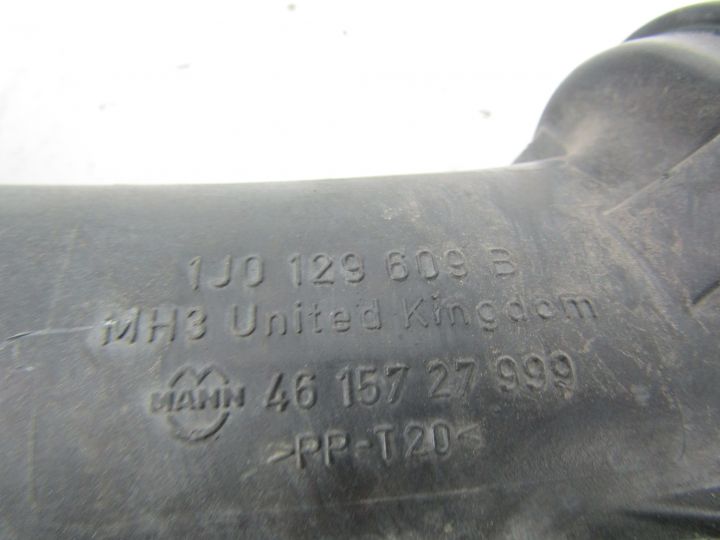 1J0 129 609 B
MH3 United Kingdom
MANN 46 157 27 999
>PP-T20<